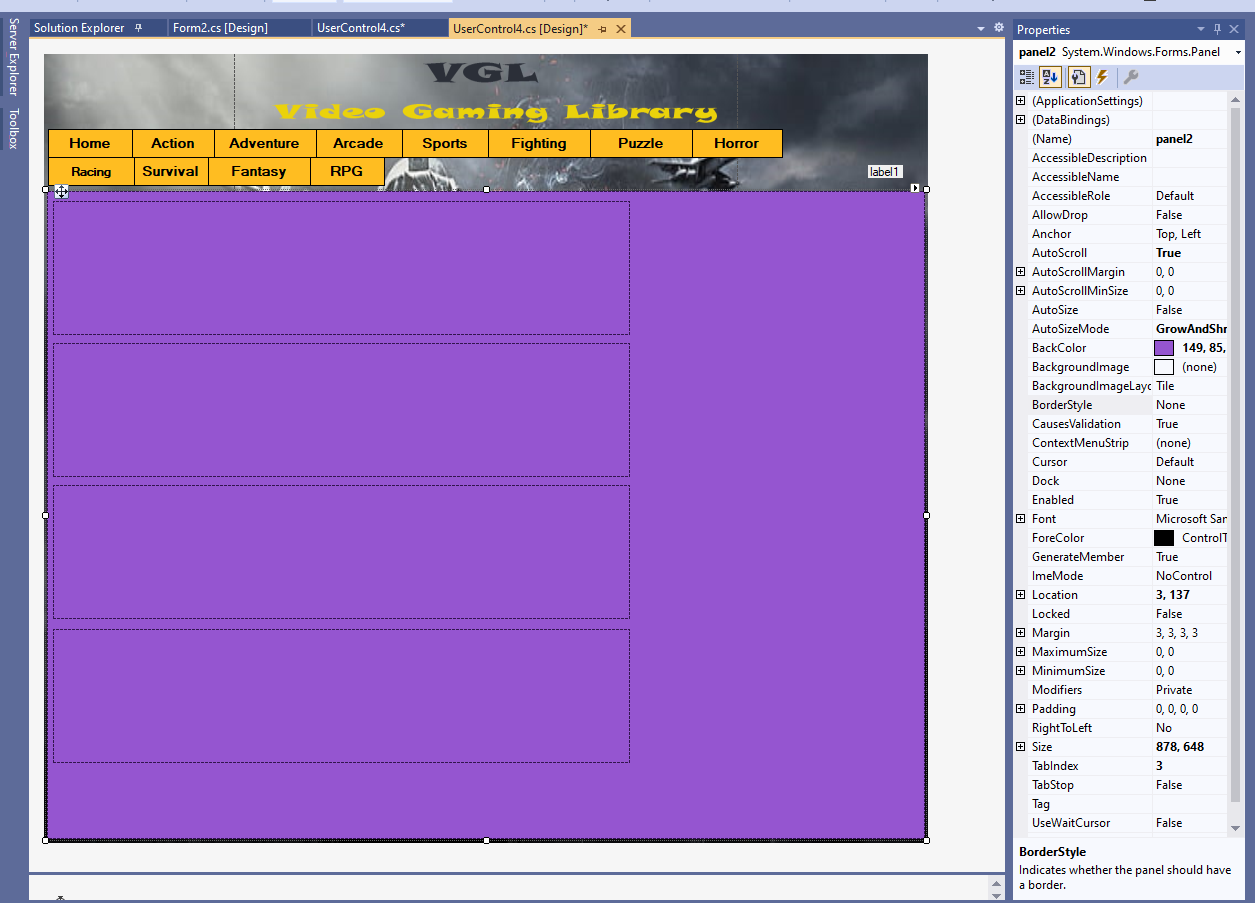 Server Explorer
Toolbox
Solution Explorer
Form2.cs [Design]
UserControl4.cs*
UserControl4.cs [Design]*
VGL
Video Gaming Library
Home Action Adventure Arcade Sports Fighting Puzzle Horror
Racing Survival Fantasy RPG
label1
Properties
panel2 System.Windows.Forms.Panel
(ApplicationSettings)
(DataBindings)
(Name) panel2
AccessibleDescription
AccessibleName
AccessibleRole Default
AllowDrop False
Anchor Top, Left
AutoScroll True
AutoScrollMargin 0, 0
AutoScrollMinSize 0, 0
AutoSize False
AutoSizeMode GrowAndShr
BackColor 149, 85,
BackgroundImage (none)
BackgroundImageLayc Tile
BorderStyle None
CausesValidation True
ContextMenuStrip (none)
Cursor Default
Dock None
Enabled True
Font Microsoft San
ForeColor ControlT
GenerateMember True
ImeMode NoControl
Location 3, 137
Locked False
Margin 3, 3, 3, 3
MaximumSize 0, 0
MinimumSize 0, 0
Modifiers Private
Padding 0, 0, 0, 0
RightToLeft No
Size 878, 648
TabIndex 3
TabStop False
Tag
UseWaitCursor False
BorderStyle
Indicates whether the panel should have
a border.